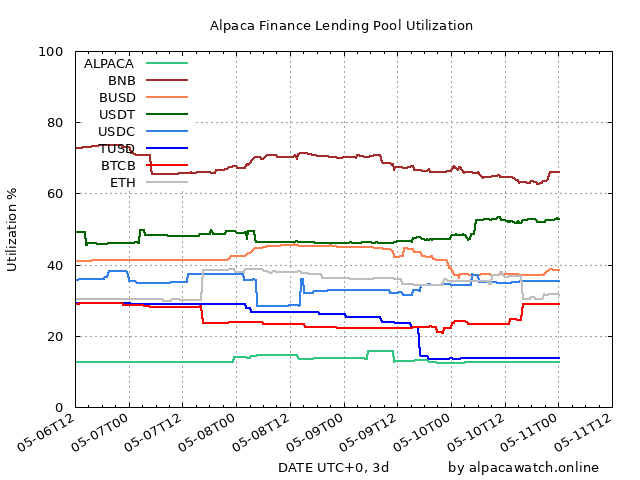 Alpaca Finance Lending Pool Utilization
100
80
60
40
20
0
Utilization %
ALPACA
BNB
BUSD
USDT
USDC
TUSD
BTCB
ETH
05-06T12
05-07T00
05-07T12
05-08T00
05-08T12
05-09T00
05-09T12
05-10T00
05-10T12
05-11T00
05-11T12
DATE UTC+0, 3d
by alpacawatch.online